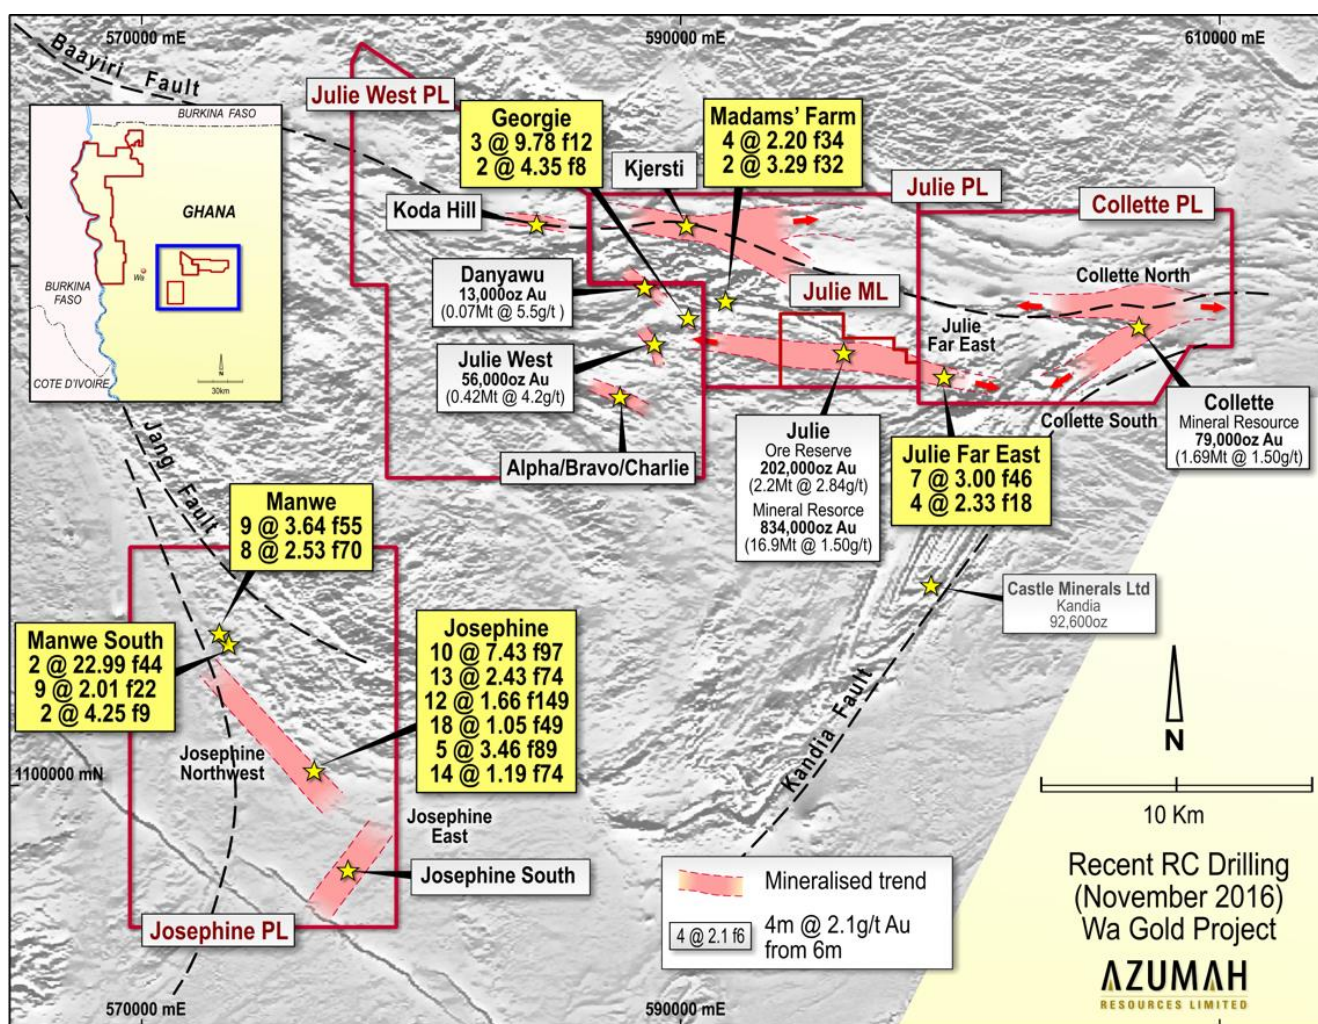 570000 mE
590000 mE
610000 mE
Baayiri Fault
Julie West PL
Georgie
3 @ 9.78 f12
2 @ 4.35 f8
Madams' Farm
4 @ 2.20 f34
2 @ 3.29 f32
BURKINA FASO
GHANA
Wa
BURKINA
FASO
COTE D'IVOIRE
N
30km
Kjersti
Koda Hill
Julie PL
Collette PL
Danyawu
13,000oz Au
(0.07Mt @ 5.5g/t )
Julie ML
Collette North
Julie
Far East
Julie West
56,000oz Au
(0.42Mt @ 4.2g/t)
Alpha/Bravo/Charlie
Julie
Ore Reserve
202,000oz Au
(2.2Mt @ 2.84g/t)
Mineral Resorce
834,000oz Au
(16.9Mt @ 1.50g/t)
Julie Far East
7 @ 3.00 f46
4 @ 2.33 f18
Collette South
Collette
Mineral Resource
79,000oz Au
(1.69Mt @ 1.50g/t)
Jang Fault
Manwe
9 @ 3.64 f55
8 @ 2.53 f70
Manwe South
2 @ 22.99 f44
9 @ 2.01 f22
2 @ 4.25 f9
Josephine
10 @ 7.43 f97
13 @ 2.43 f74
12 @ 1.66 f149
18 @ 1.05 f49
5 @ 3.46 f89
14 @ 1.19 f74
Castle Minerals Ltd
Kandia
92,600oz
Kandia Fault
Josephine
Northwest
1100000 mN
Josephine
East
Josephine South
Josephine PL
N
10 Km
Mineralised trend
4 @ 2.1 f6
4m @ 2.1g/t Au
from 6m
Recent RC Drilling
(November 2016)
Wa Gold Project
AZUMAH
RESOURCES LIMITED
570000 mE
590000 mE